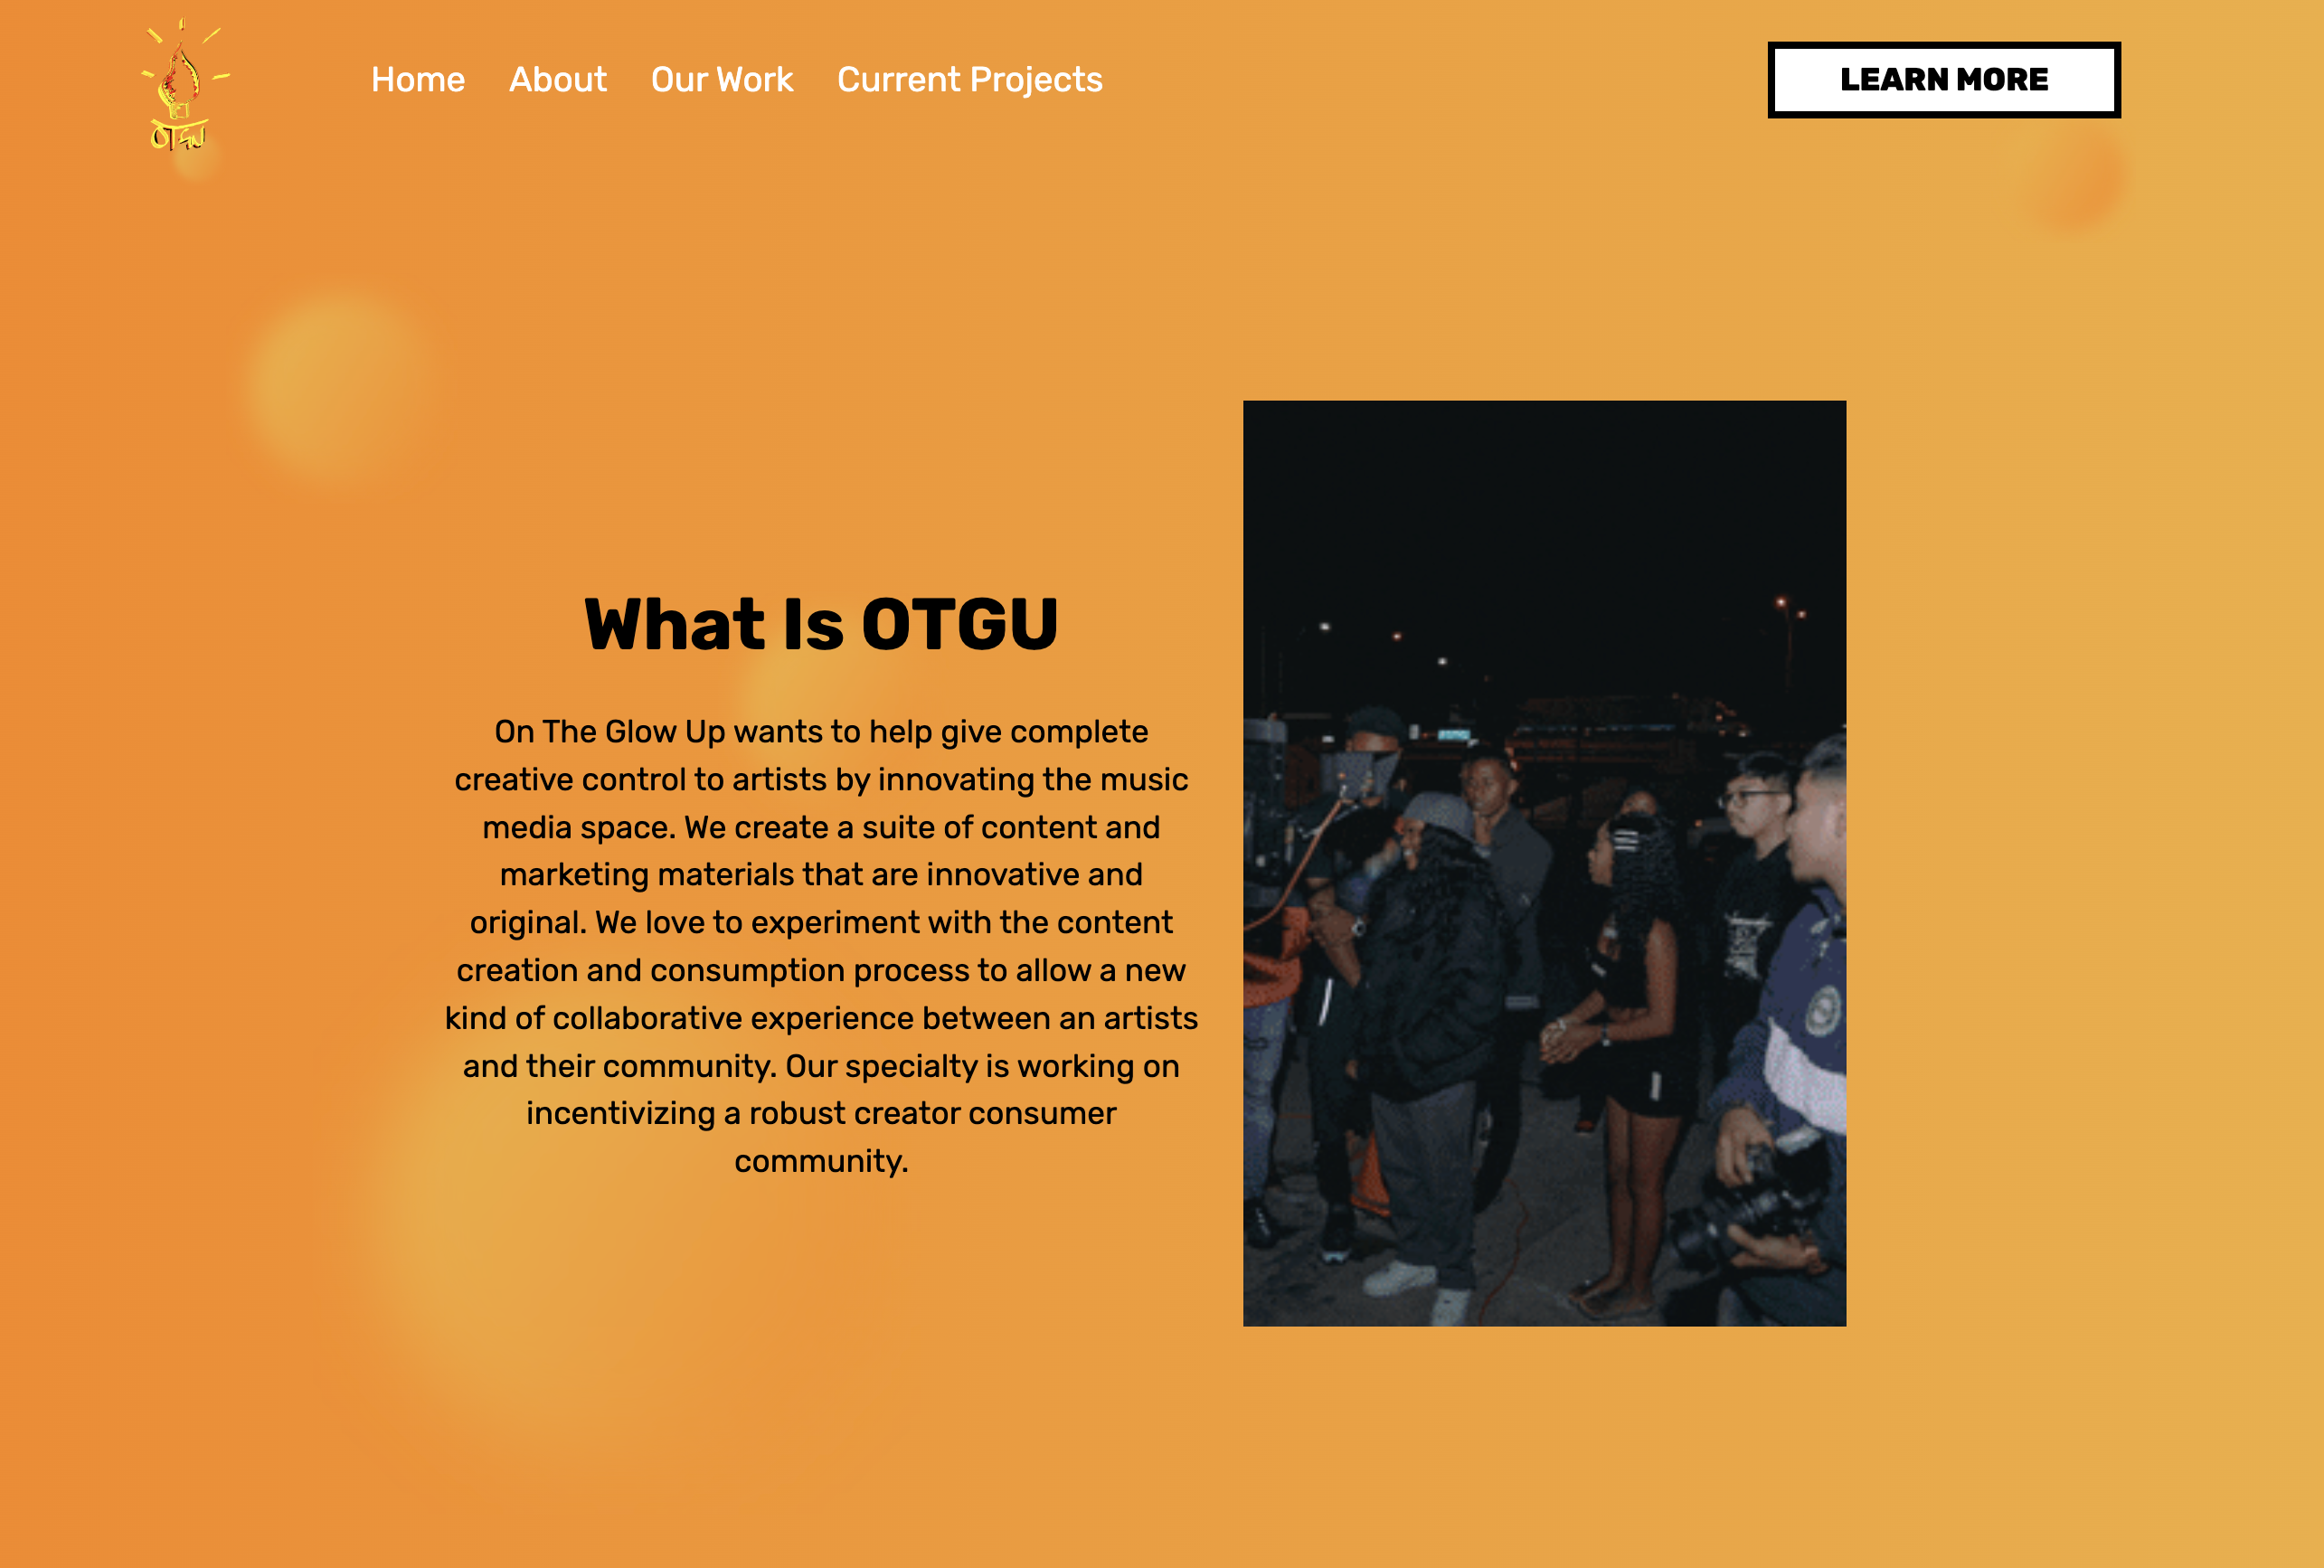 Home About Our Work Current Projects LEARN MORE
OTGU
What Is OTGU
On The Glow Up wants to help give complete
creative control to artists by innovating the music
media space. We create a suite of content and
marketing materials that are innovative and
original. We love to experiment with the content
creation and consumption process to allow a new
kind of collaborative experience between an artists
and their community. Our specialty is working on
incentivizing a robust creator consumer
community.